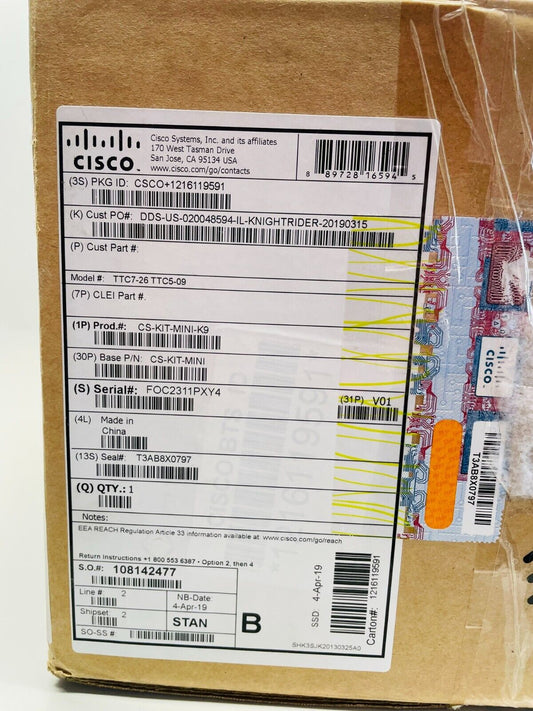 CISCO
Cisco Systems, Inc. and its affiliates
170 West Tasman Drive
San Jose, CA 95134 USA
www.cisco.com/go/contacts
8 89728 16594 5
(3S) PKG ID: CSCO+1216119591
(K) Cust PO#: DDS-US-020048594-IL-KNIGHTRIDER-20190315
(P) Cust Part #:
Model #: TTC7-26 TTC5-09
(7P) CLEI Part #.
(1P) Prod.#: CS-KIT-MINI-K9
(30P) Base P/N: CS-KIT-MINI
(S) Serial#: FOC2311PXY4
(31P) V01
(4L) Made in
China
(13S) Seal#: T3AB8X0797
(Q) QTY.: 1
Notes:
EEA REACH Regulation Article 33 information available at www.cisco.com/go/reach
Return Instructions +1 800 553 6387 • Option 2, then 4
S.O.#: 108142477
Line #: 2
NB-Date:
4-Apr-19
Shipset 2
STAN
SO-SS #
B
SSD 4-Apr-19
Carton#: 1216119591
SHK3SJK20130325A0
CISCO
T3AB8X0797